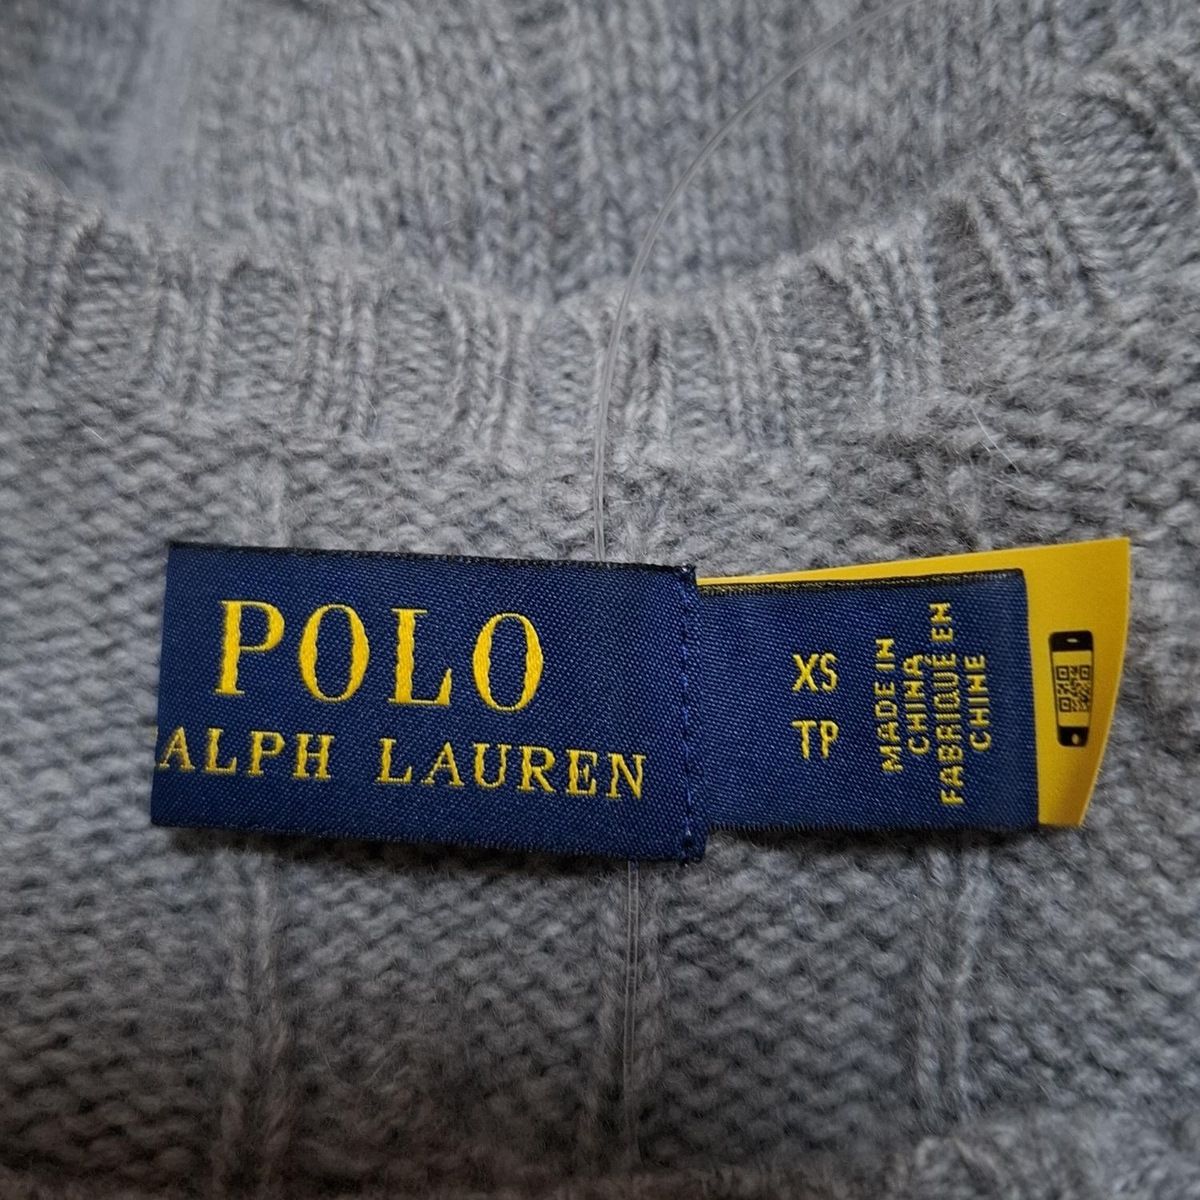 POLO
ALPH LAUREN
XS
TP
MADE IN
CHINA
FABRIQUÉ EN
CHINE